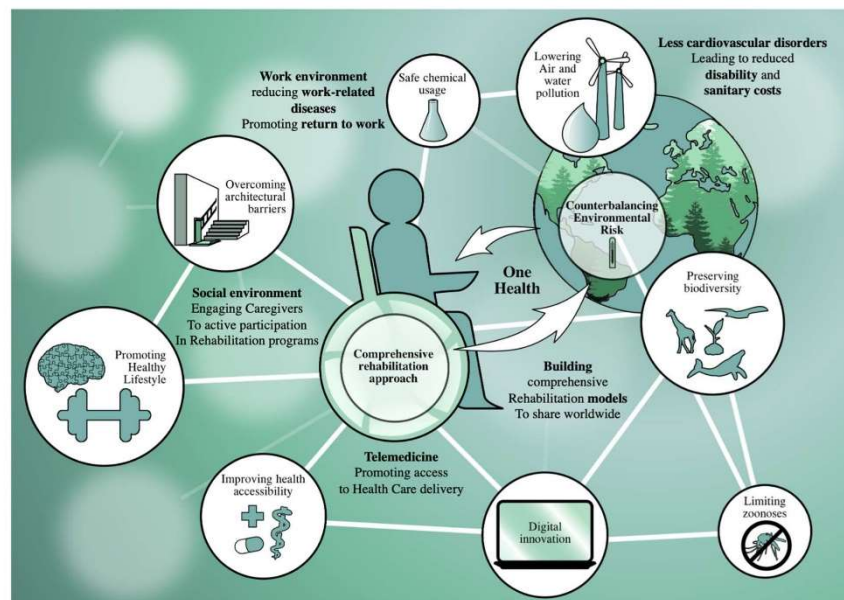 Less cardiovascular disorders
Leading to reduced
disability and
sanitary costs
Lowering
Air and
water
pollution
Safe chemical
usage
Work environment
reducing work-related
diseases
Promoting return to work
Overcoming
architectural
barriers
Counterbalancing
Environmental
Risk
One
Health
Preserving
biodiversity
Social environment
Engaging Caregivers
To active participation
In Rehabilitation programs
Promoting
Healthy
Lifestyle
Comprehensive
rehabilitation
approach
Building
comprehensive
Rehabilitation models
To share worldwide
Telemedicine
Promoting access
to Health Care delivery
Improving health
accessibility
Digital
innovation
Limiting
zoonoses